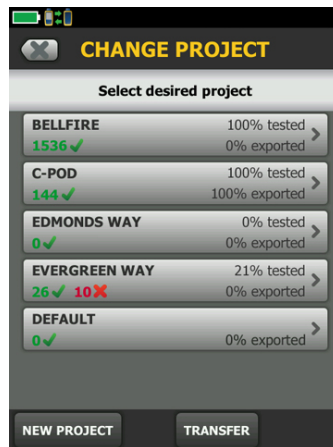 CHANGE PROJECT
Select desired project
BELLFIRE 100% tested
1536 0% exported
C-POD 100% tested
144 100% exported
EDMONDS WAY 0% tested
0 0% exported
EVERGREEN WAY 21% tested
26 10 0% exported
DEFAULT
0 0% exported
NEW PROJECT TRANSFER